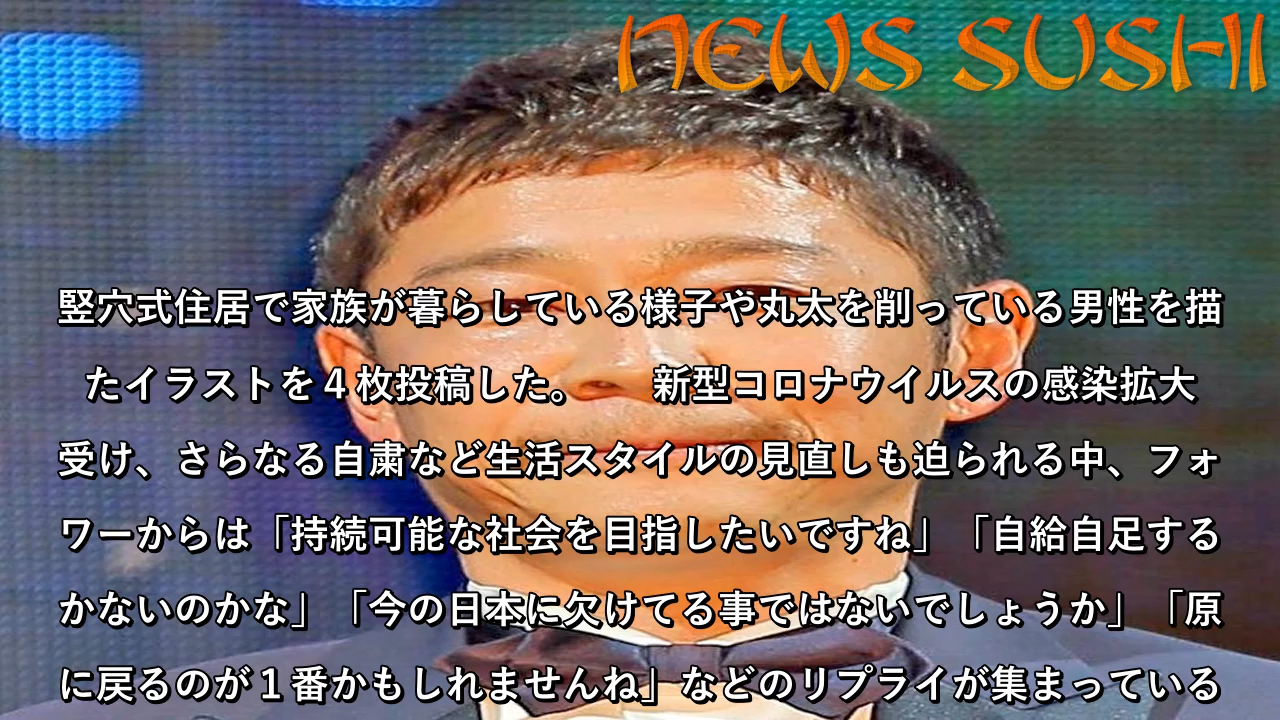 NEWS SUSHI
竪穴式住居で家族が暮らしている様子や丸太を削っている男性を描
たイラストを４枚投稿した。　新型コロナウイルスの感染拡大
受け、さらなる自粛など生活スタイルの見直しも迫られる中、フォ
ワーからは「持続可能な社会を目指したいですね」「自給自足する
かないのかな」「今の日本に欠けてる事ではないでしょうか」「原
に戻るのが１番かもしれませんね」などのリプライが集まっている